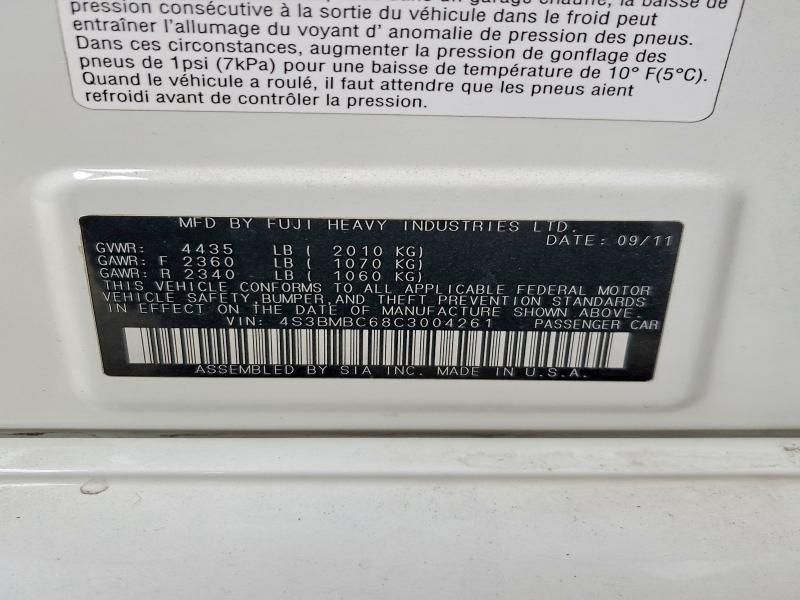 pression consécutive à la sortie du véhicule dans le froid peut
entraîner l'allumage du voyant d' anomalie de pression des pneus.
Dans ces circonstances, augmenter la pression de gonflage des
pneus de 1psi (7kPa) pour une baisse de température de 10° F(5°C).
Quand le véhicule a roulé, il faut attendre que les pneus aient
refroidi avant de contrôler la pression.
MFD BY FUJI HEAVY INDUSTRIES LTD.
DATE: 09/11
GVWR: 4435 LB ( 2010 KG)
GAWR: F 2360 LB ( 1070 KG)
GAWR: R 2340 LB ( 1060 KG)
THIS VEHICLE CONFORMS TO ALL APPLICABLE FEDERAL MOTOR
VEHICLE SAFETY, BUMPER, AND THEFT PREVENTION STANDARDS
IN EFFECT ON THE DATE OF MANUFACTURE SHOWN ABOVE.
VIN: 4S3BMBC68C3004261 PASSENGER CAR
ASSEMBLED BY SIA INC. MADE IN U.S.A.